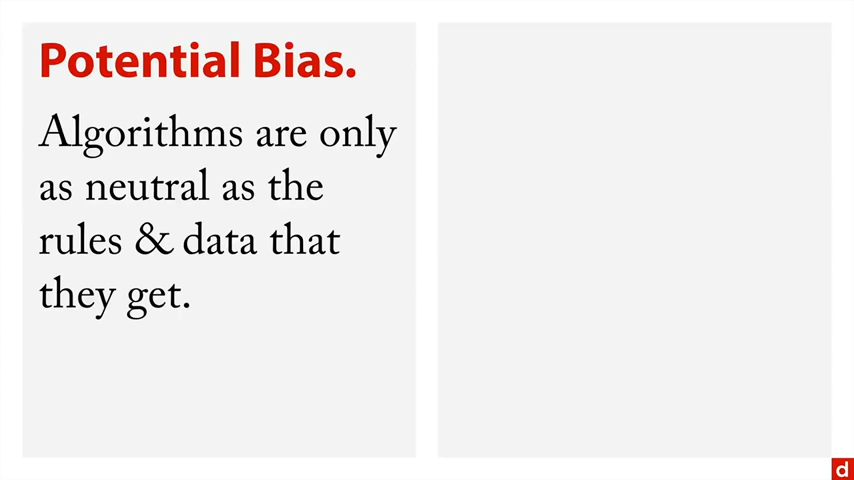 Potential Bias.
Algorithms are only
as neutral as the
rules & data that
they get.
d